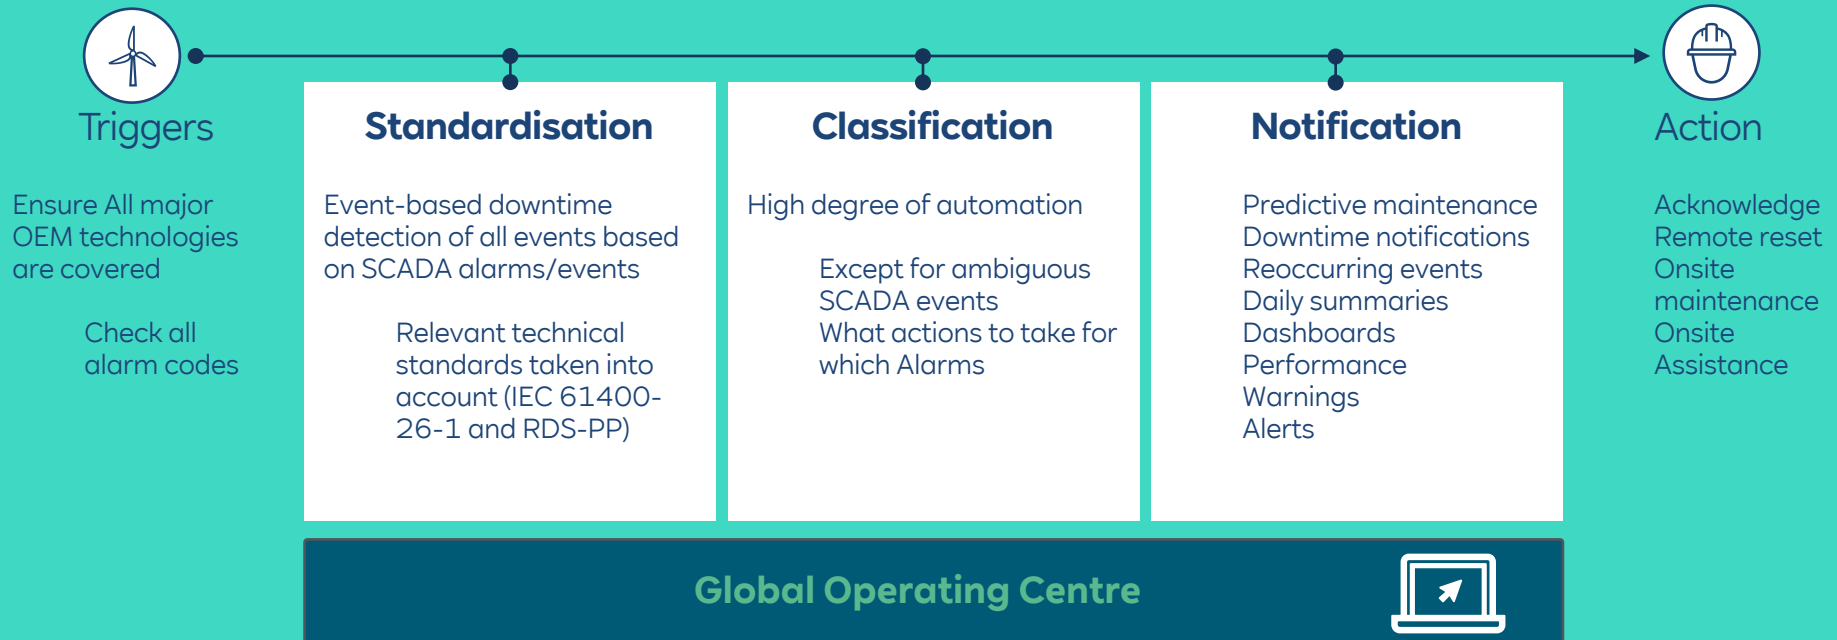 Triggers
Ensure All major
OEM technologies
are covered
Check all
alarm codes
Standardisation
Event-based downtime
detection of all events based
on SCADA alarms/events
Relevant technical
standards taken into
account (IEC 61400-
26-1 and RDS-PP)
Classification
High degree of automation
Except for ambiguous
SCADA events
What actions to take for
which Alarms
Notification
Predictive maintenance
Downtime notifications
Reoccurring events
Daily summaries
Dashboards
Performance
Warnings
Alerts
Action
Acknowledge
Remote reset
Onsite
maintenance
Onsite
Assistance
Global Operating Centre